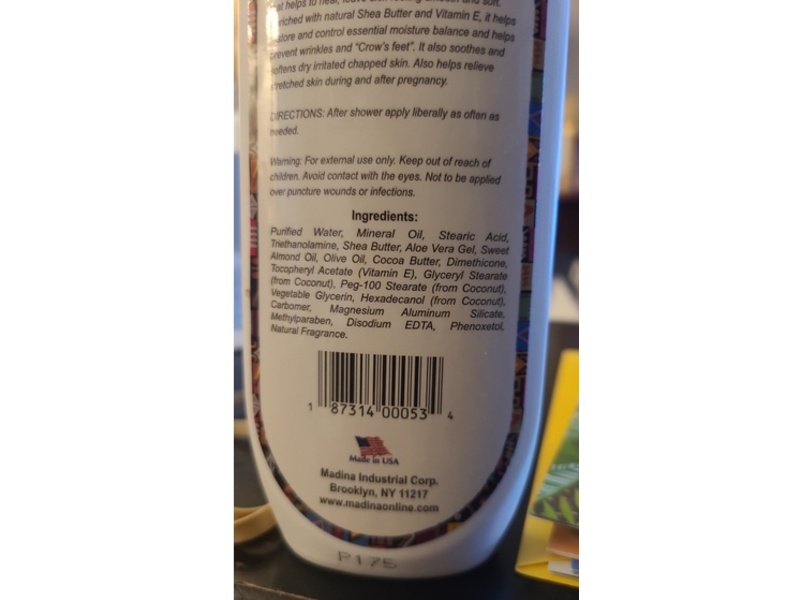 helps to heal, leave skin feeling smooth and soft.
with natural Shea Butter and Vitamin E, it helps
and control essential moisture balance and helps
prevent wrinkles and "Crow's feet". It also soothes and
softens dry irritated chapped skin. Also helps relieve
stretched skin during and after pregnancy.
DIRECTIONS: After shower apply liberally as often as
needed.
Warning: For external use only. Keep out of reach of
children. Avoid contact with the eyes. Not to be applied
over puncture wounds or infections.
Ingredients:
Purified Water, Mineral Oil, Stearic Acid,
Triethanolamine, Shea Butter, Aloe Vera Gel, Sweet
Almond Oil, Olive Oil, Cocoa Butter, Dimethicone,
Tocopheryl Acetate (Vitamin E), Glyceryl Stearate
(from Coconut), Peg-100 Stearate (from Coconut),
Vegetable Glycerin, Hexadecanol (from Coconut),
Carbomer, Magnesium Aluminum Silicate,
Methylparaben, Disodium EDTA, Phenoxetol,
Natural Fragrance.
1 87314 00053 4
Made in USA
Madina Industrial Corp.
Brooklyn, NY 11217
www.madinaonline.com
P175